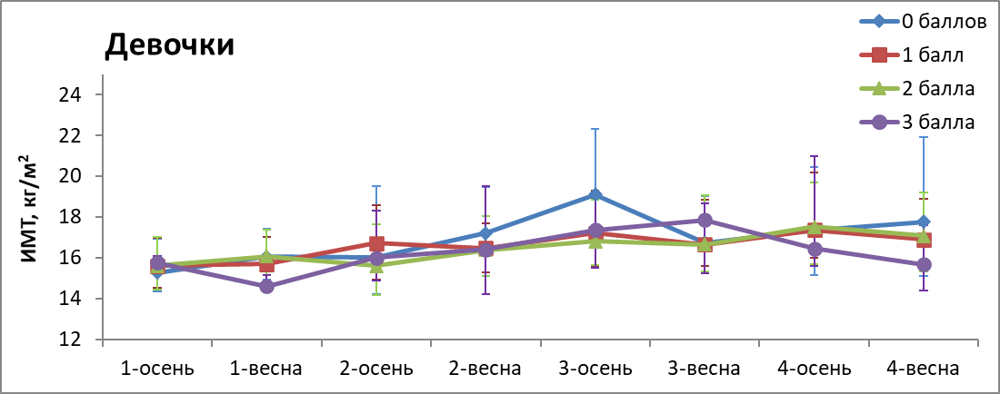 Девочки
0 баллов
1 балл
2 балла
3 балла
ИМТ, кг/м²
24
22
20
18
16
14
12
1-осень 1-весна 2-осень 2-весна 3-осень 3-весна 4-осень 4-весна